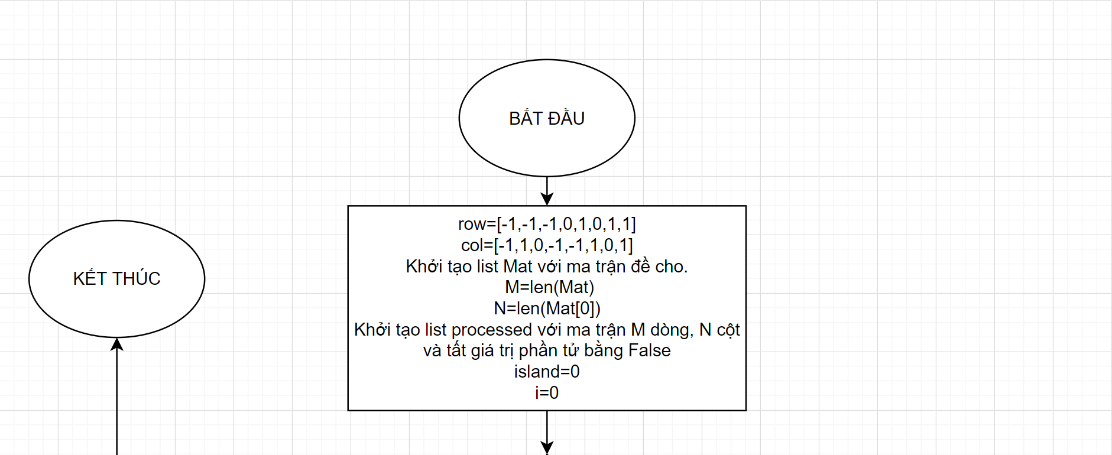 BẮT ĐẦU
row=[-1,-1,-1,0,1,0,1,1]
col=[-1,1,0,-1,-1,1,0,1]
Khởi tạo list Mat với ma trận đề cho.
M=len(Mat)
N=len(Mat[0])
Khởi tạo list processed với ma trận M dòng, N cột
và tất giá trị phần tử bằng False
island=0
i=0
KẾT THÚC